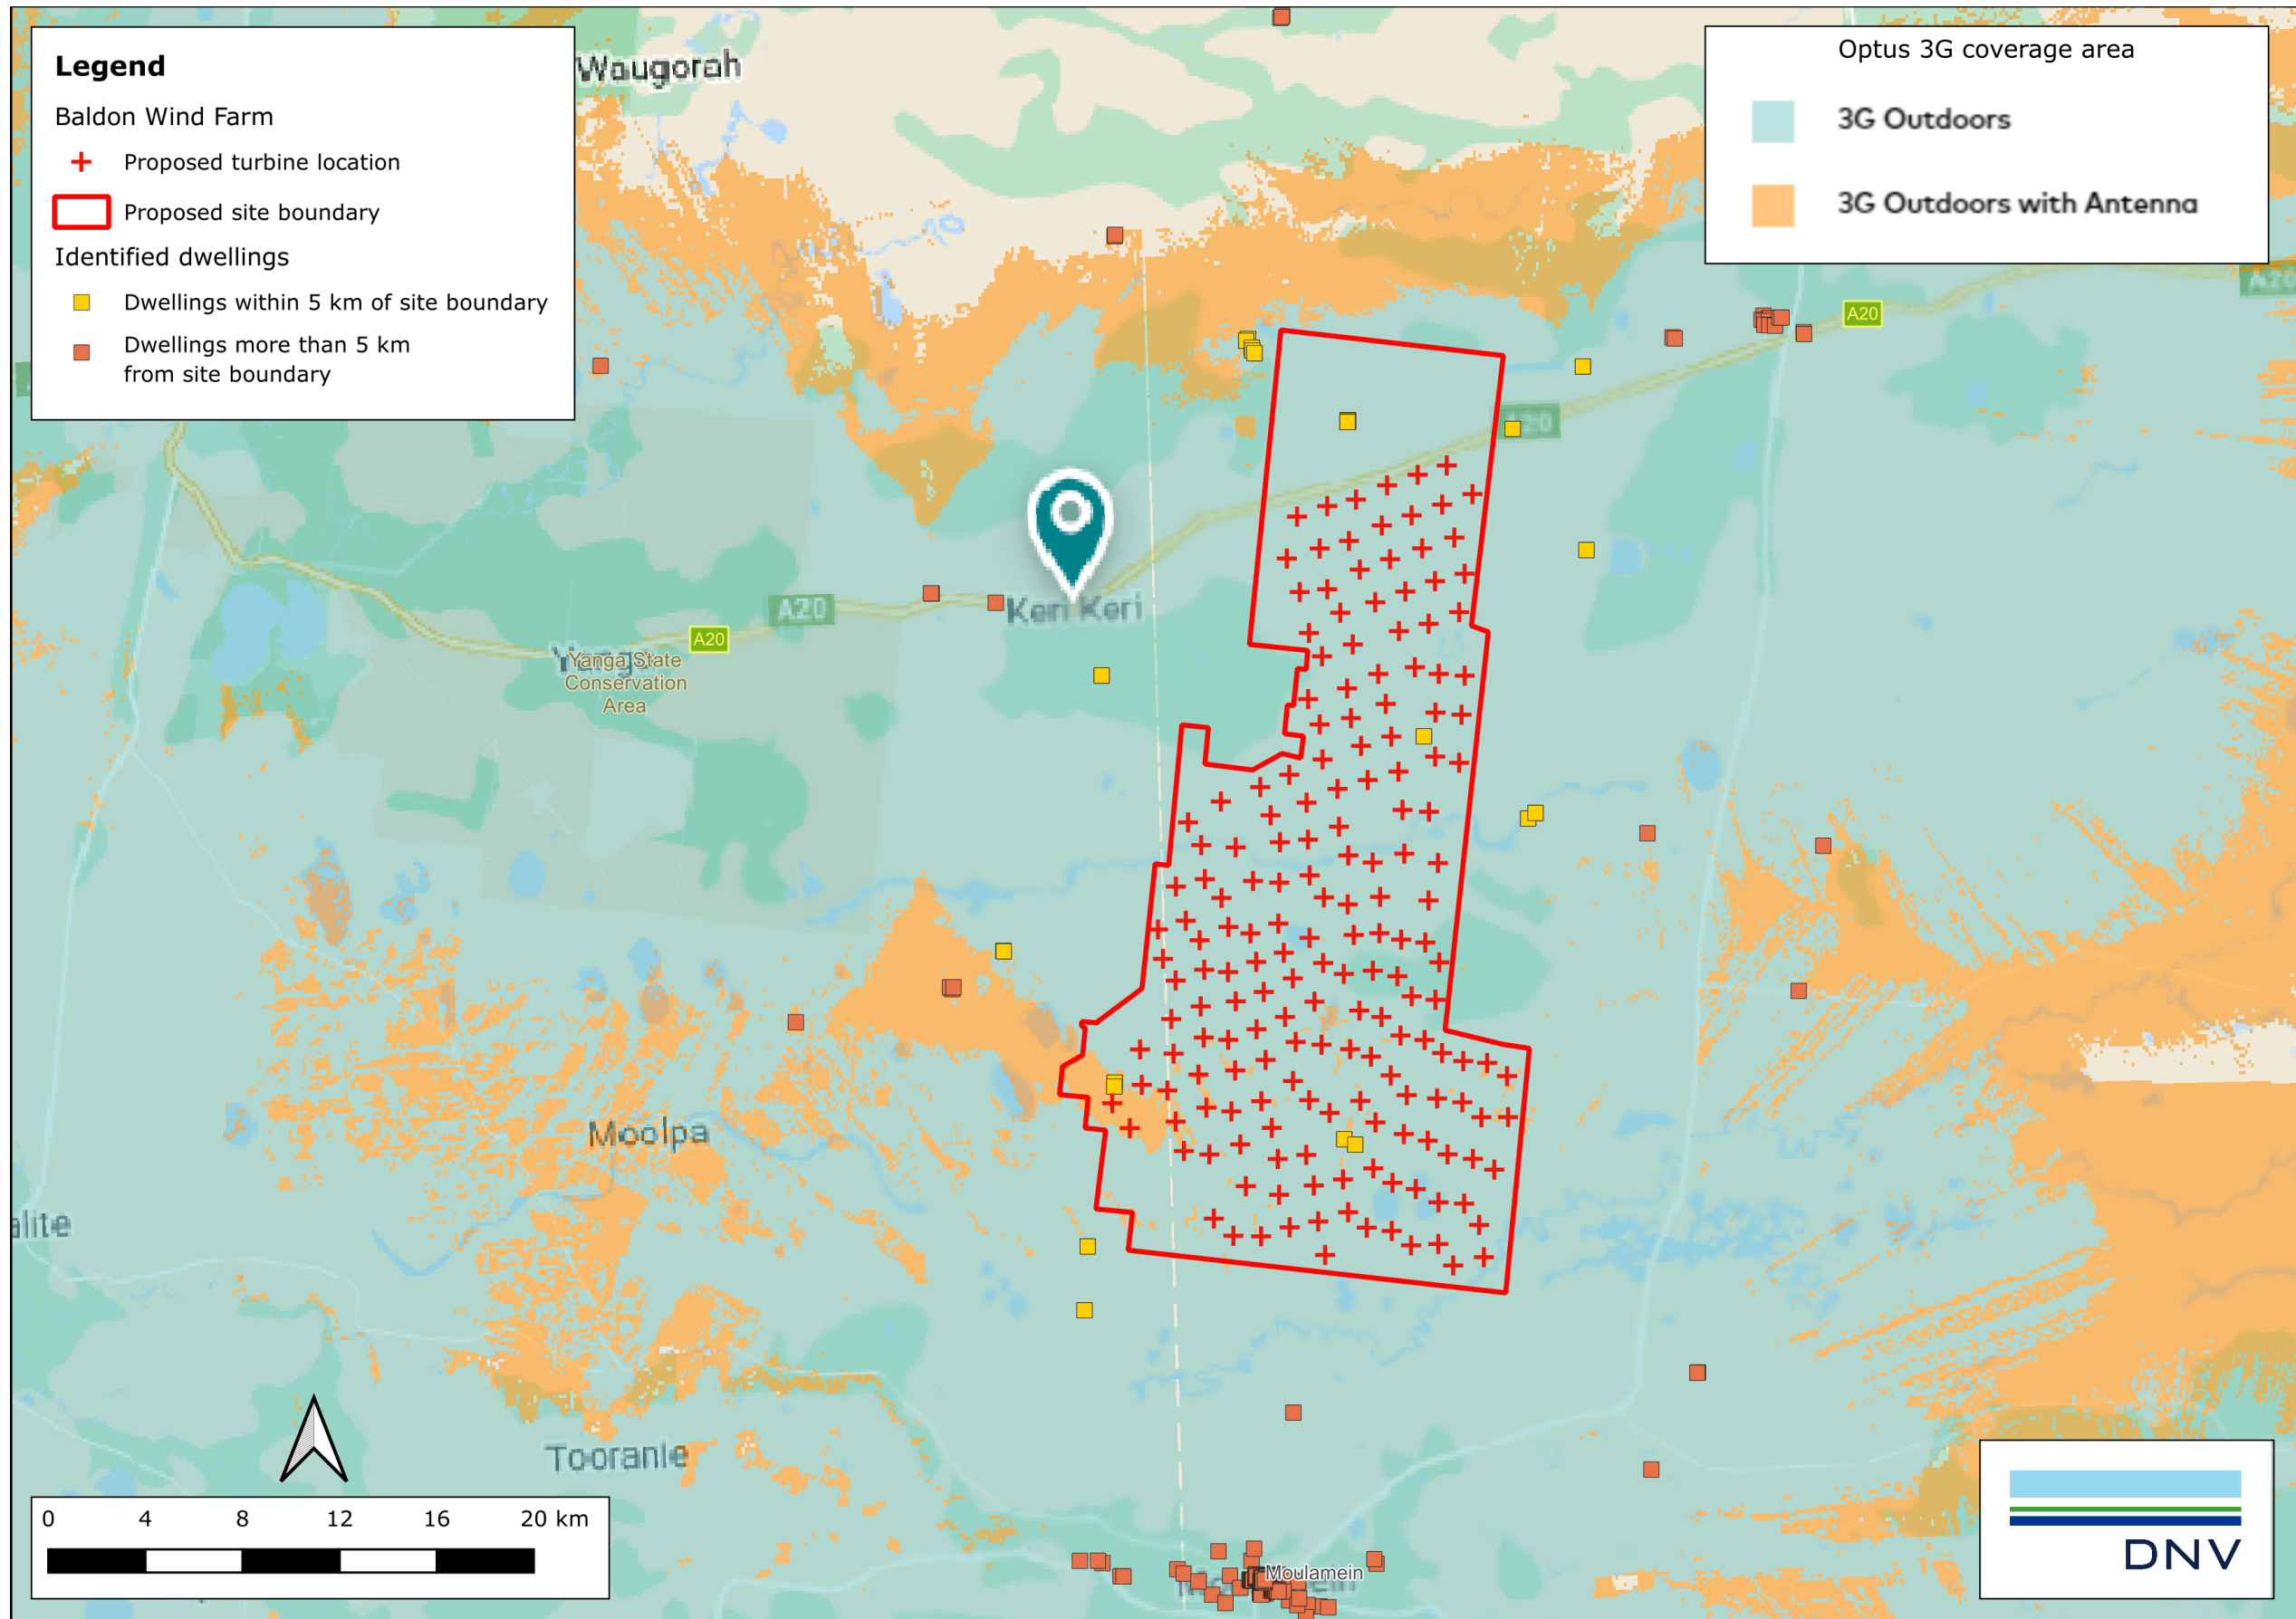 Legend
Baldon Wind Farm
Proposed turbine location
Proposed site boundary
Identified dwellings
Dwellings within 5 km of site boundary
Dwellings more than 5 km
from site boundary
Waugorah
Optus 3G coverage area
3G Outdoors
3G Outdoors with Antenna
A20
A20
A20
Keri Keri
A20
A20
Yanga State
Conservation
Area
Moolpa
Tooranie
0 4 8 12 16 20 km
Moulamein
DNV